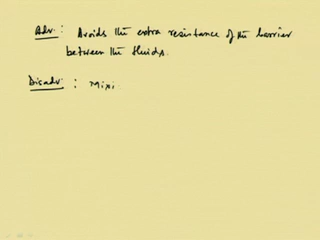 Adv.: Avoids the extra resistance of the barrier
between the fluids.
Disadv: Mixi